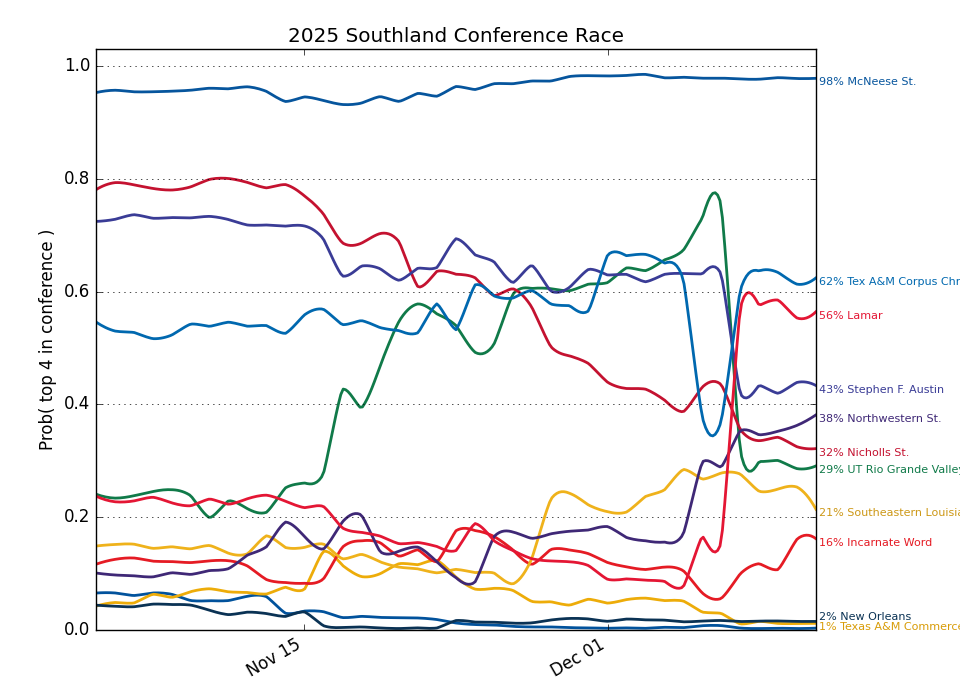 2025 Southland Conference Race
Prob( top 4 in conference )
1.0
0.8
0.6
0.4
0.2
0.0
Nov 15
Dec 01
98% McNeese St.
62% Tex A&M Corpus Chr
56% Lamar
43% Stephen F. Austin
38% Northwestern St.
32% Nicholls St.
29% UT Rio Grande Valley
21% Southeastern Louisia
16% Incarnate Word
2% New Orleans
1% Texas A&M Commerce